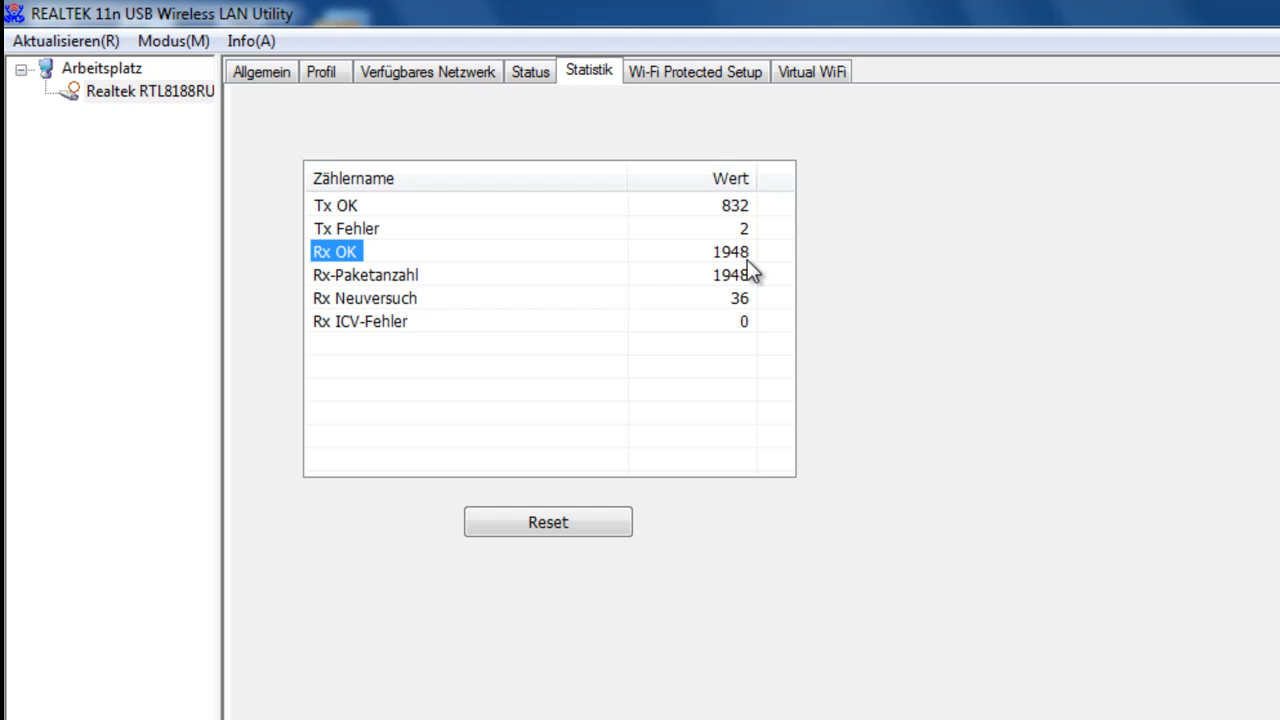 REALTEK 11n USB Wireless LAN Utility
Aktualisieren(R) Modus(M) Info(A)
Arbeitsplatz
Realtek RTL8188RU
Allgemein Profil Verfügbares Netzwerk Status Statistik Wi-Fi Protected Setup Virtual WiFi
Zählername Wert
Tx OK 832
Tx Fehler 2
Rx OK 1948
Rx-Paketanzahl 1948
Rx Neuversuch 36
Rx ICV-Fehler 0
Reset